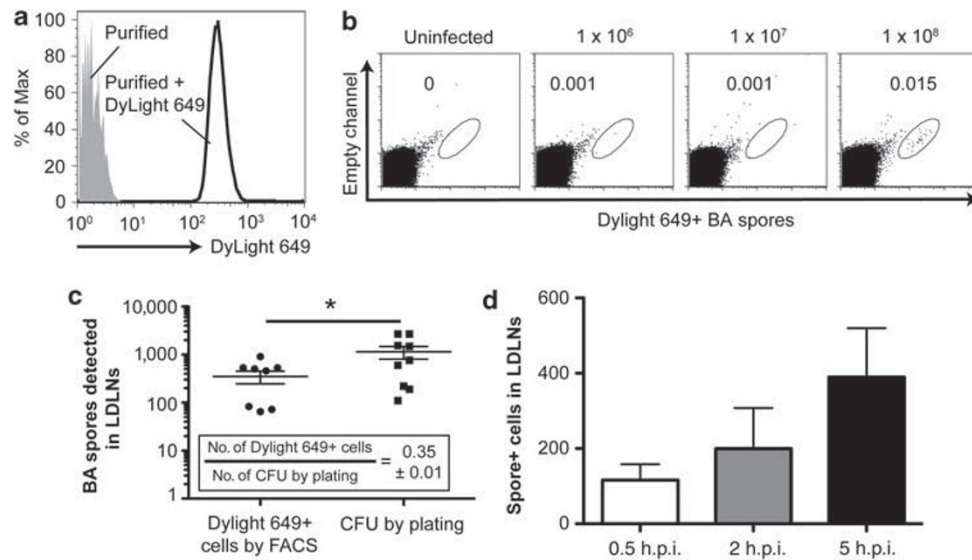 a
% of Max
100
80
60
40
20
0
Purified
Purified +
DyLight 649
10⁰ 10¹ 10² 10³ 10⁴
DyLight 649
b
Uninfected 1 x 10⁶ 1 x 10⁷ 1 x 10⁸
0 0.001 0.001 0.015
Empty channel
Dylight 649+ BA spores
c
BA spores detected
in LDLNs
10,000
1,000
100
10
1
*
No. of Dylight 649+ cells
No. of CFU by plating
= 0.35
± 0.01
Dylight 649+
cells by FACS
CFU by plating
d
Spore+ cells in LDLNs
600
400
200
0
0.5 h.p.i. 2 h.p.i. 5 h.p.i.